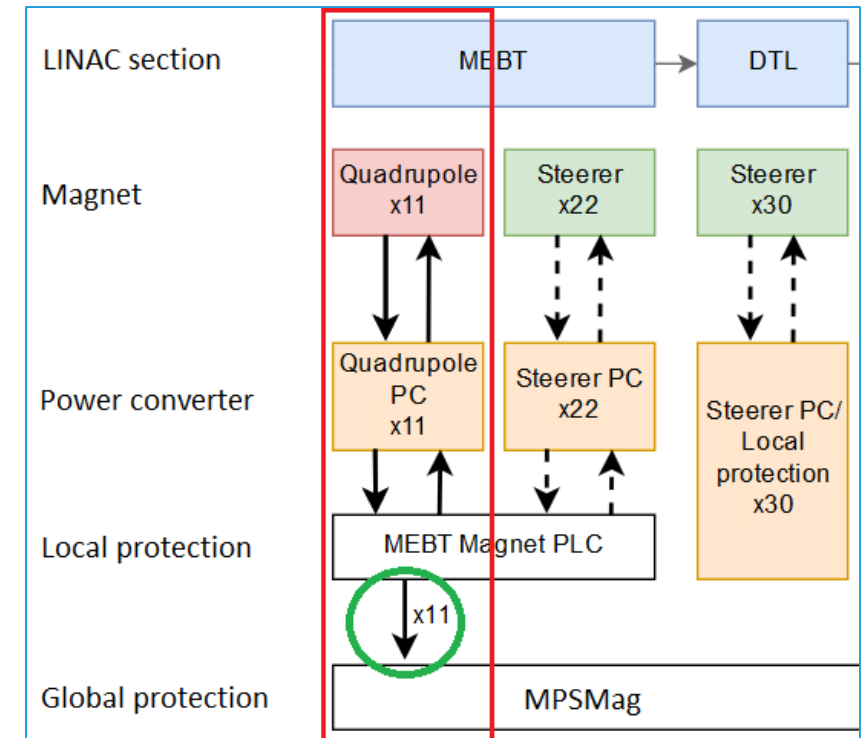 LINAC section
MEBT
DTL
Magnet
Quadrupole
x11
Steerer
x22
Steerer
x30
Power converter
Quadrupole
PC
x11
Steerer PC
x22
Steerer PC/
Local
protection
x30
Local protection
MEBT Magnet PLC
x11
Global protection
MPSMag